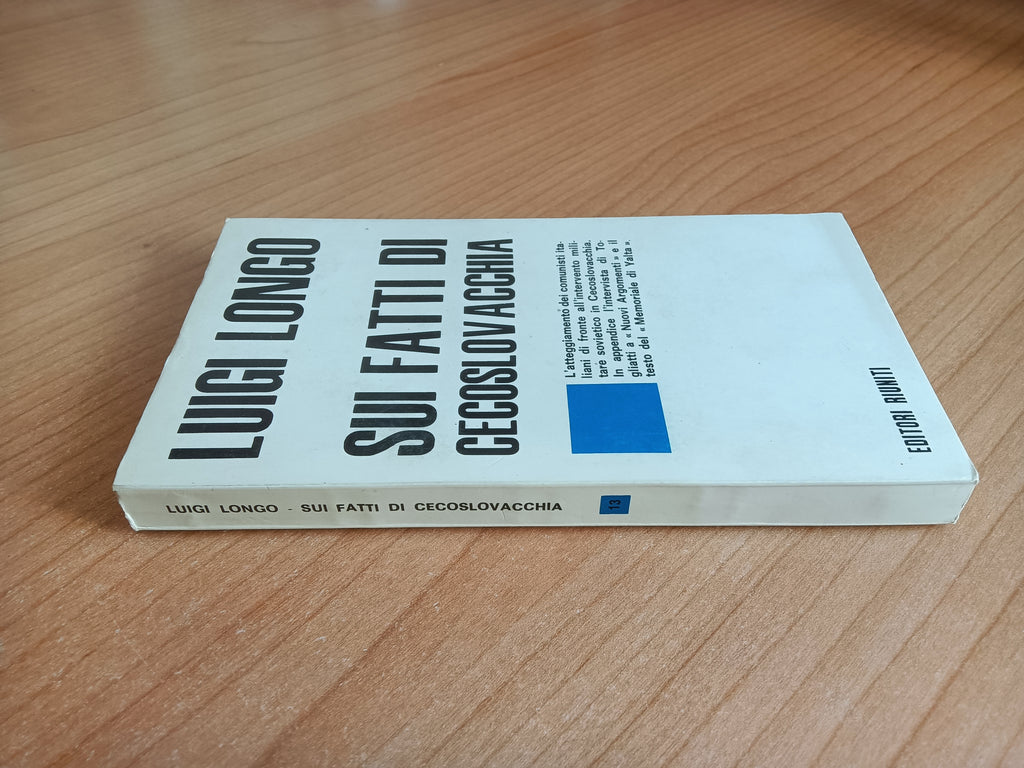 LUIGI LONGO
SUI FATTI DI
CECOSLOVACCHIA
L'atteggiamento dei comunisti ita-
liani di fronte all'intervento mili-
tare sovietico in Cecoslovacchia.
In appendice l'intervista di To-
gliatti a « Nuovi Argomenti » e il
testo del « Memoriale di Yalta ».
EDITORI RIUNITI
LUIGI LONGO - SUI FATTI DI CECOSLOVACCHIA
13